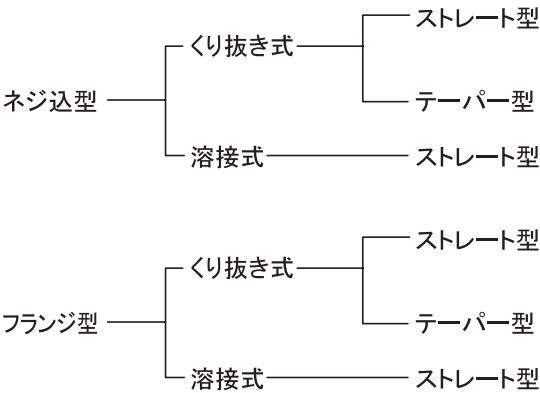 ストレート型
くり抜き式
ネジ込型
テーパー型
溶接式
ストレート型
ストレート型
くり抜き式
フランジ型
テーパー型
溶接式
ストレート型